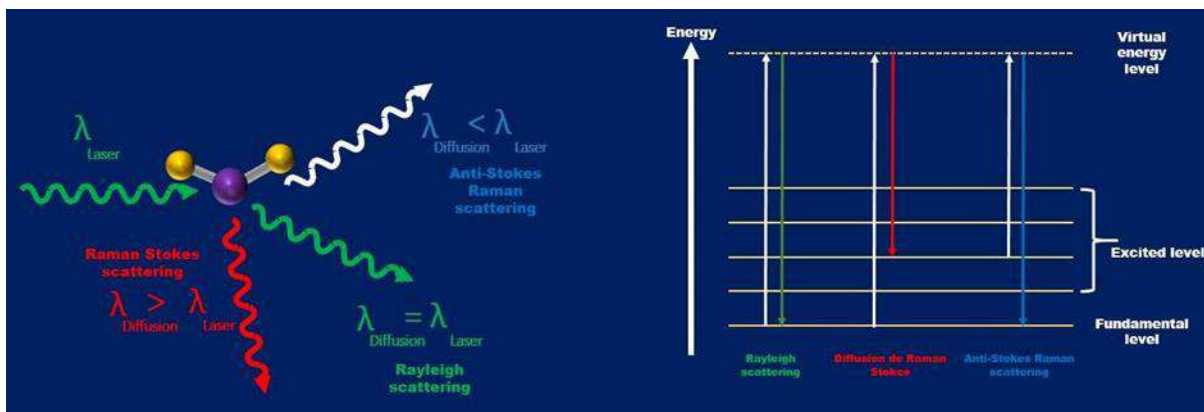 λ
Laser
λ < λ
Diffusion Laser
Anti-Stokes
Raman
scattering
Raman Stokes
scattering
λ > λ
Diffusion Laser
λ = λ
Diffusion Laser
Rayleigh
scattering
Energy
Virtual
energy
level
Excited level
Fundamental
level
Rayleigh
scattering
Diffusion de Raman
Stokes
Anti-Stokes Raman
scattering